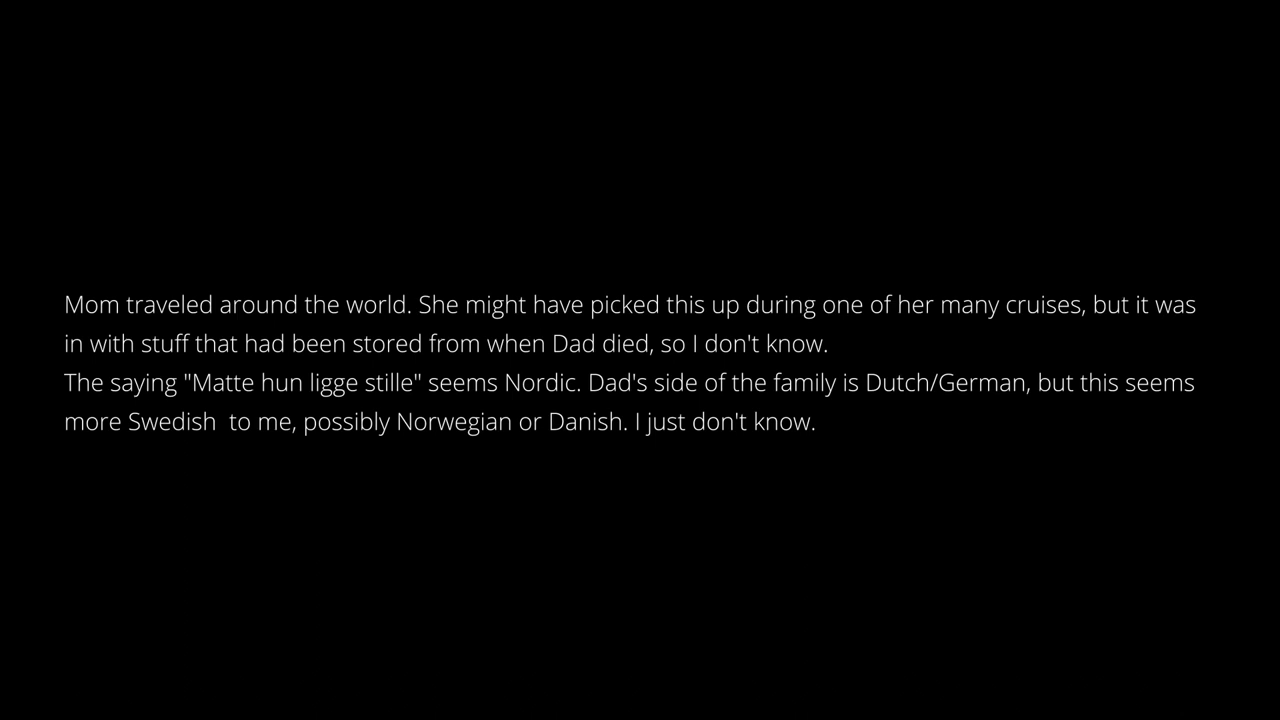 Mom traveled around the world. She might have picked this up during one of her many cruises, but it was
in with stuff that had been stored from when Dad died, so I don't know.
The saying "Matte hun ligge stille" seems Nordic. Dad's side of the family is Dutch/German, but this seems
more Swedish  to me, possibly Norwegian or Danish. I just don't know.